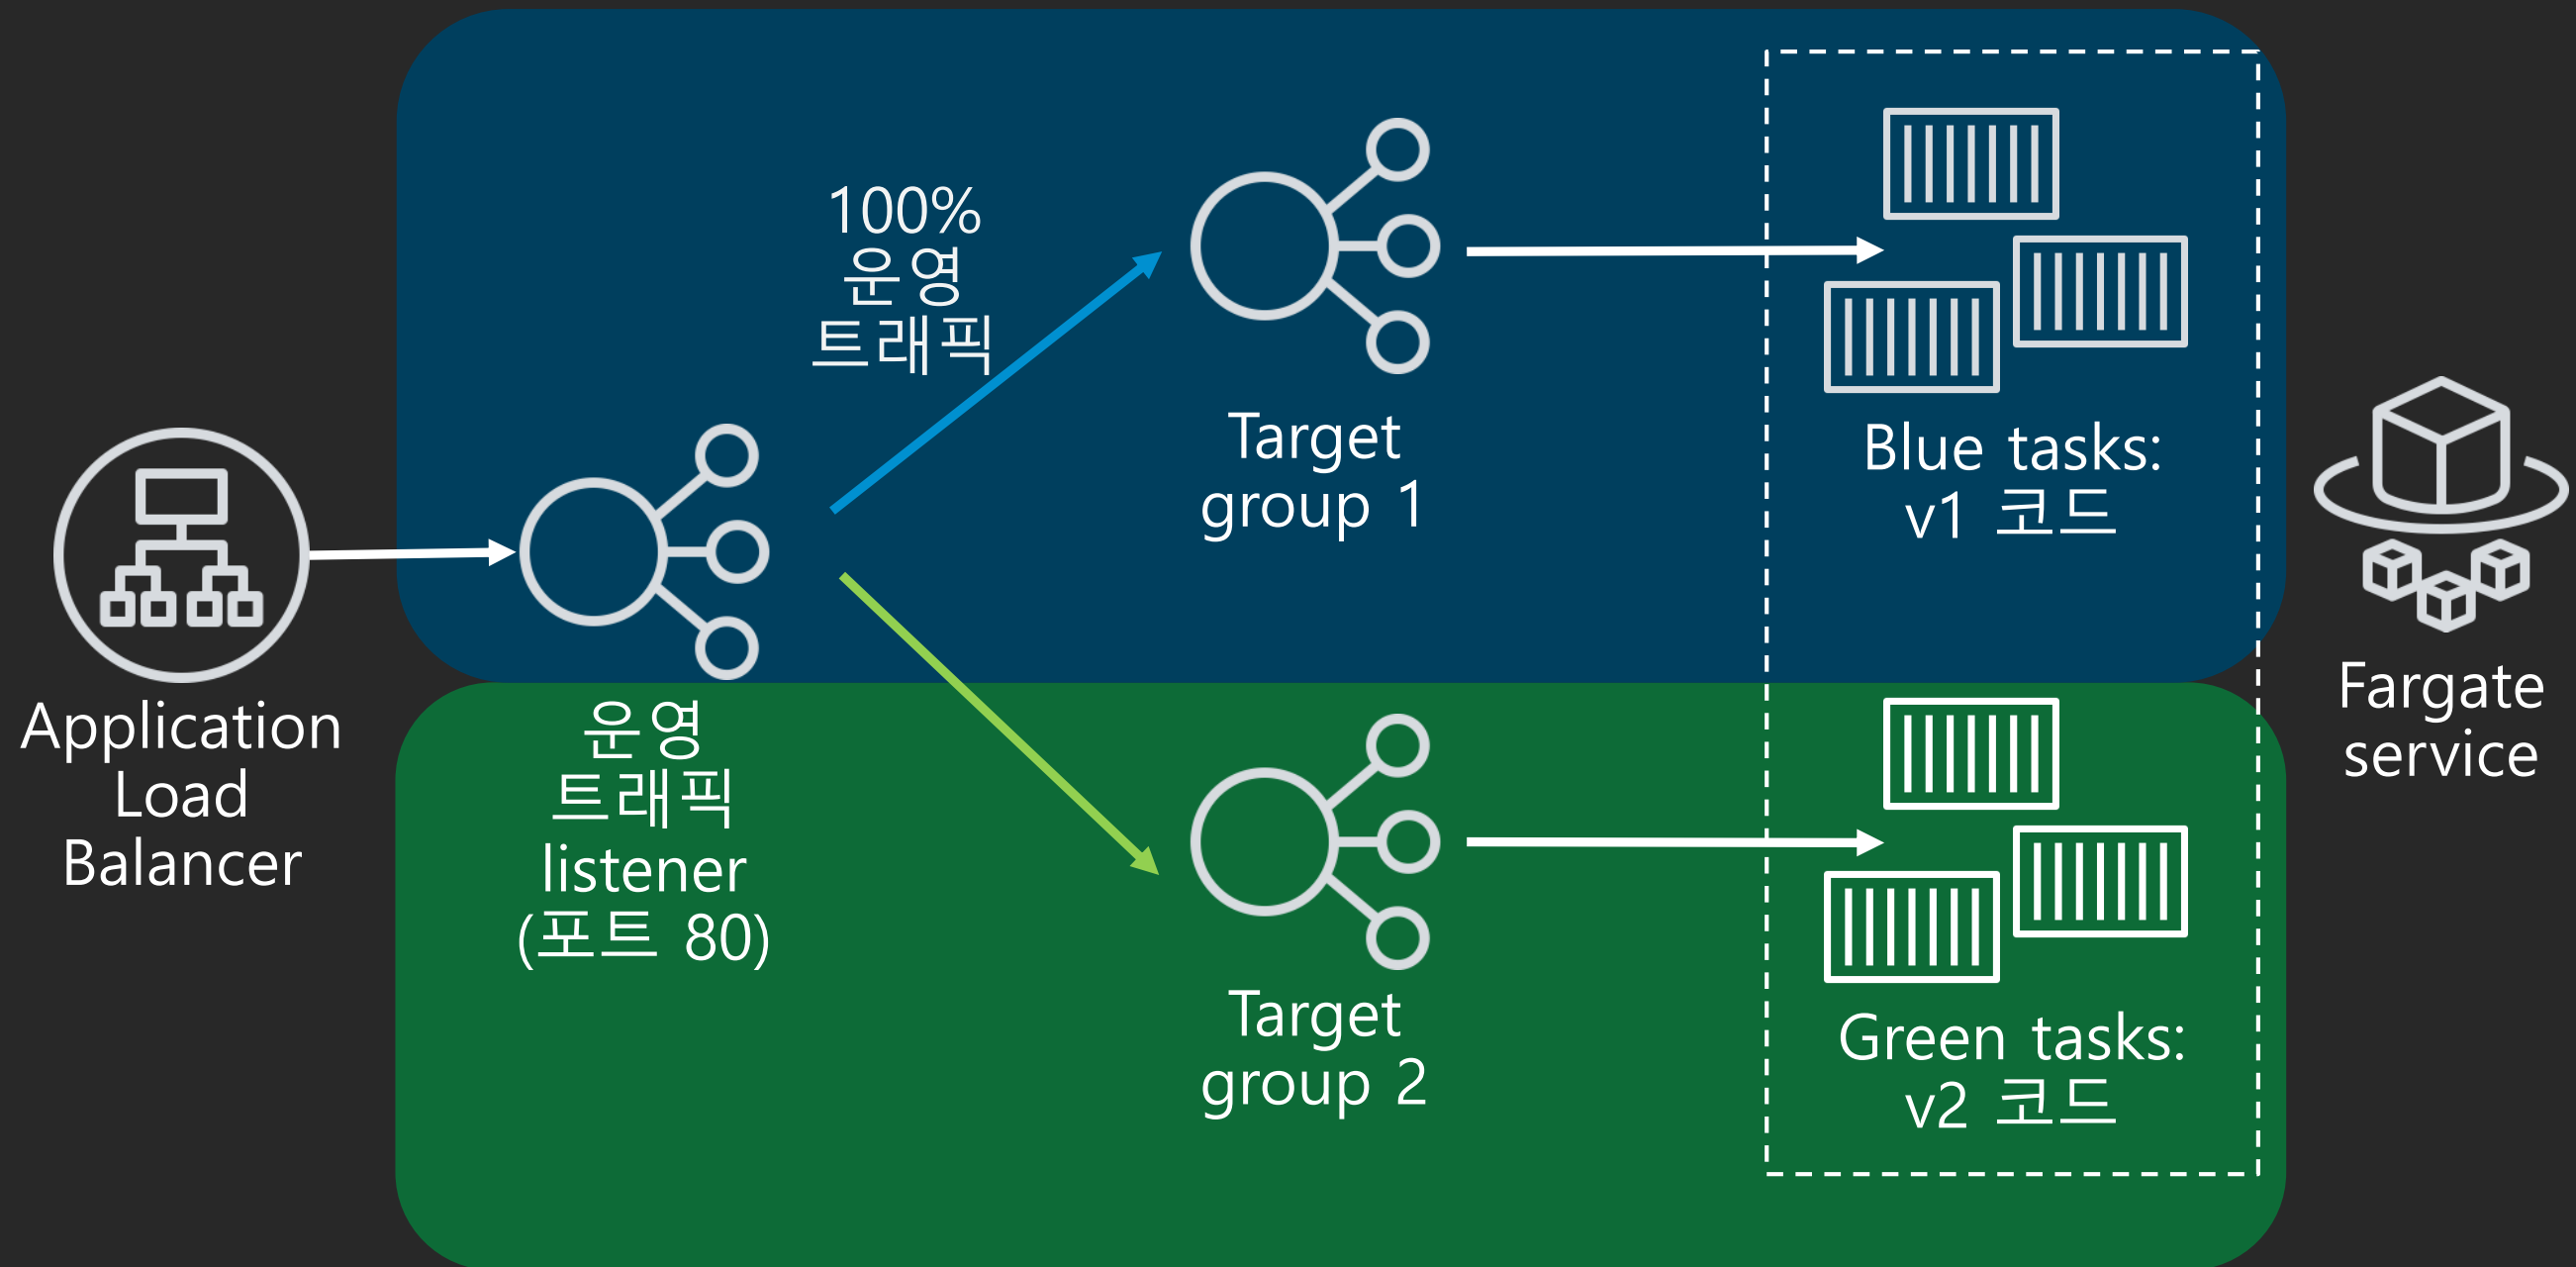 Application
Load
Balancer
운영
트래픽
listener
(포트 80)
100%
운영
트래픽
Target
group 1
Blue tasks:
v1 코드
Target
group 2
Green tasks:
v2 코드
Fargate
service